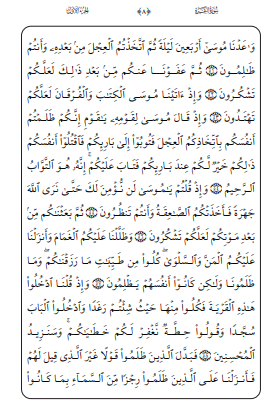 سُورَةُ البَقَرَةِ ﴿٨﴾ الجُزْءُ الأَوَّلُ
وَٰعَدْنَا مُوسَىٰٓ أَرْبَعِينَ لَيْلَةً ثُمَّ ٱتَّخَذْتُمُ ٱلْعِجْلَ مِنۢ بَعْدِهِۦ وَأَنتُمْ
ظَٰلِمُونَ ثُمَّ عَفَوْنَا عَنكُم مِّنۢ بَعْدِ ذَٰلِكَ لَعَلَّكُمْ
تَشْكُرُونَ وَإِذْ ءَاتَيْنَا مُوسَى ٱلْكِتَٰبَ وَٱلْفُرْقَانَ لَعَلَّكُمْ
تَهْتَدُونَ وَإِذْ قَالَ مُوسَىٰ لِقَوْمِهِۦ يَٰقَوْمِ إِنَّكُمْ ظَلَمْتُمْ
أَنفُسَكُم بِٱتِّخَاذِكُمُ ٱلْعِجْلَ فَتُوبُوٓا۟ إِلَىٰ بَارِئِكُمْ فَٱقْتُلُوٓا۟ أَنفُسَكُمْ
ذَٰلِكُمْ خَيْرٌ لَّكُمْ عِندَ بَارِئِكُمْ فَتَابَ عَلَيْكُمْ إِنَّهُۥ هُوَ ٱلتَّوَّابُ
ٱلرَّحِيمُ وَإِذْ قُلْتُمْ يَٰمُوسَىٰ لَن نُّؤْمِنَ لَكَ حَتَّىٰ نَرَى ٱللَّهَ
جَهْرَةً فَأَخَذَتْكُمُ ٱلصَّٰعِقَةُ وَأَنتُمْ تَنظُرُونَ ثُمَّ بَعَثْنَٰكُم مِّنۢ
بَعْدِ مَوْتِكُمْ لَعَلَّكُمْ تَشْكُرُونَ وَظَلَّلْنَا عَلَيْكُمُ ٱلْغَمَامَ وَأَنزَلْنَا
عَلَيْكُمُ ٱلْمَنَّ وَٱلسَّلْوَىٰ كُلُوا۟ مِن طَيِّبَٰتِ مَا رَزَقْنَٰكُمْ وَمَا
ظَلَمُونَا وَلَٰكِن كَانُوٓا۟ أَنفُسَهُمْ يَظْلِمُونَ وَإِذْ قُلْنَا ٱدْخُلُوا۟
هَٰذِهِ ٱلْقَرْيَةَ فَكُلُوا۟ مِنْهَا حَيْثُ شِئْتُمْ رَغَدًا وَٱدْخُلُوا۟ ٱلْبَابَ
سُجَّدًا وَقُولُوا۟ حِطَّةٌ نَّغْفِرْ لَكُمْ خَطَٰيَٰكُمْ وَسَنَزِيدُ
ٱلْمُحْسِنِينَ فَبَدَّلَ ٱلَّذِينَ ظَلَمُوا۟ قَوْلًا غَيْرَ ٱلَّذِى قِيلَ لَهُمْ
فَأَنزَلْنَا عَلَى ٱلَّذِينَ ظَلَمُوا۟ رِجْزًا مِّنَ ٱلسَّمَآءِ بِمَا كَانُوا۟